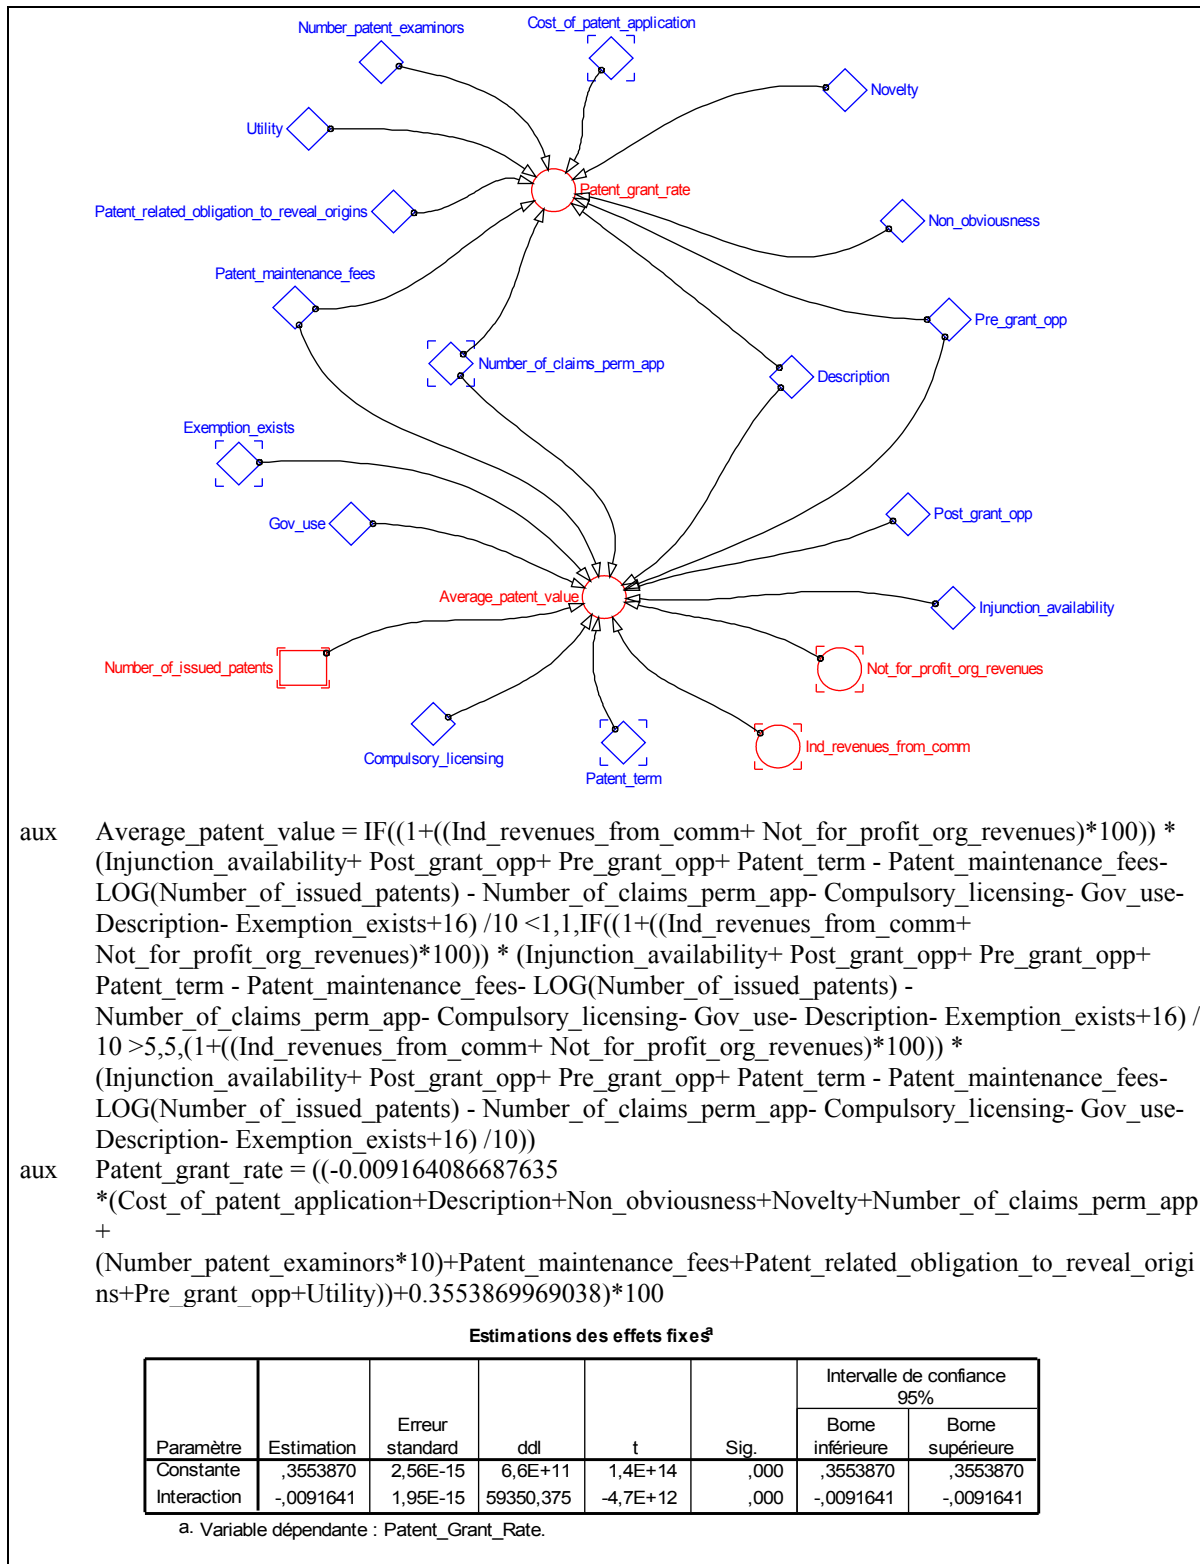 Cost_of_patent_application
Number_patent_examinors
Novelty
Utility
Patent_grant_rate
Patent_related_obligation_to_reveal_origins
Non_obviousness
Patent_maintenance_fees
Pre_grant_opp
Number_of_claims_perm_app
Description
Exemption_exists
Gov_use
Post_grant_opp
Average_patent_value
Injunction_availability
Number_of_issued_patents
Not_for_profit_org_revenues
Compulsory_licensing
Ind_revenues_from_comm
Patent_term
aux Average_patent_value = IF((1+((Ind_revenues_from_comm+ Not_for_profit_org_revenues)*100)) *
(Injunction_availability+ Post_grant_opp+ Pre_grant_opp+ Patent_term - Patent_maintenance_fees-
LOG(Number_of_issued_patents) - Number_of_claims_perm_app- Compulsory_licensing- Gov_use-
Description- Exemption_exists+16) /10 <1,1,IF((1+((Ind_revenues_from_comm+
Not_for_profit_org_revenues)*100)) * (Injunction_availability+ Post_grant_opp+ Pre_grant_opp+
Patent_term - Patent_maintenance_fees- LOG(Number_of_issued_patents) -
Number_of_claims_perm_app- Compulsory_licensing- Gov_use- Description- Exemption_exists+16) /
10 >5,5,(1+((Ind_revenues_from_comm+ Not_for_profit_org_revenues)*100)) *
(Injunction_availability+ Post_grant_opp+ Pre_grant_opp+ Patent_term - Patent_maintenance_fees-
LOG(Number_of_issued_patents) - Number_of_claims_perm_app- Compulsory_licensing- Gov_use-
Description- Exemption_exists+16) /10))
aux Patent_grant_rate = ((-0.009164086687635
*(Cost_of_patent_application+Description+Non_obviousness+Novelty+Number_of_claims_perm_app
+
(Number_patent_examinors*10)+Patent_maintenance_fees+Patent_related_obligation_to_reveal_origi
ns+Pre_grant_opp+Utility))+0.3553869969038)*100
Estimations des effets fixes a
Intervalle de confiance
95%
Paramètre Estimation Erreur standard ddl t Sig. Borne inférieure Borne supérieure
Constante ,3553870 2,56E-15 6,6E+11 1,4E+14 ,000 ,3553870 ,3553870
Interaction -,0091641 1,95E-15 59350,375 -4,7E+12 ,000 -,0091641 -,0091641
a. Variable dépendante : Patent_Grant_Rate.